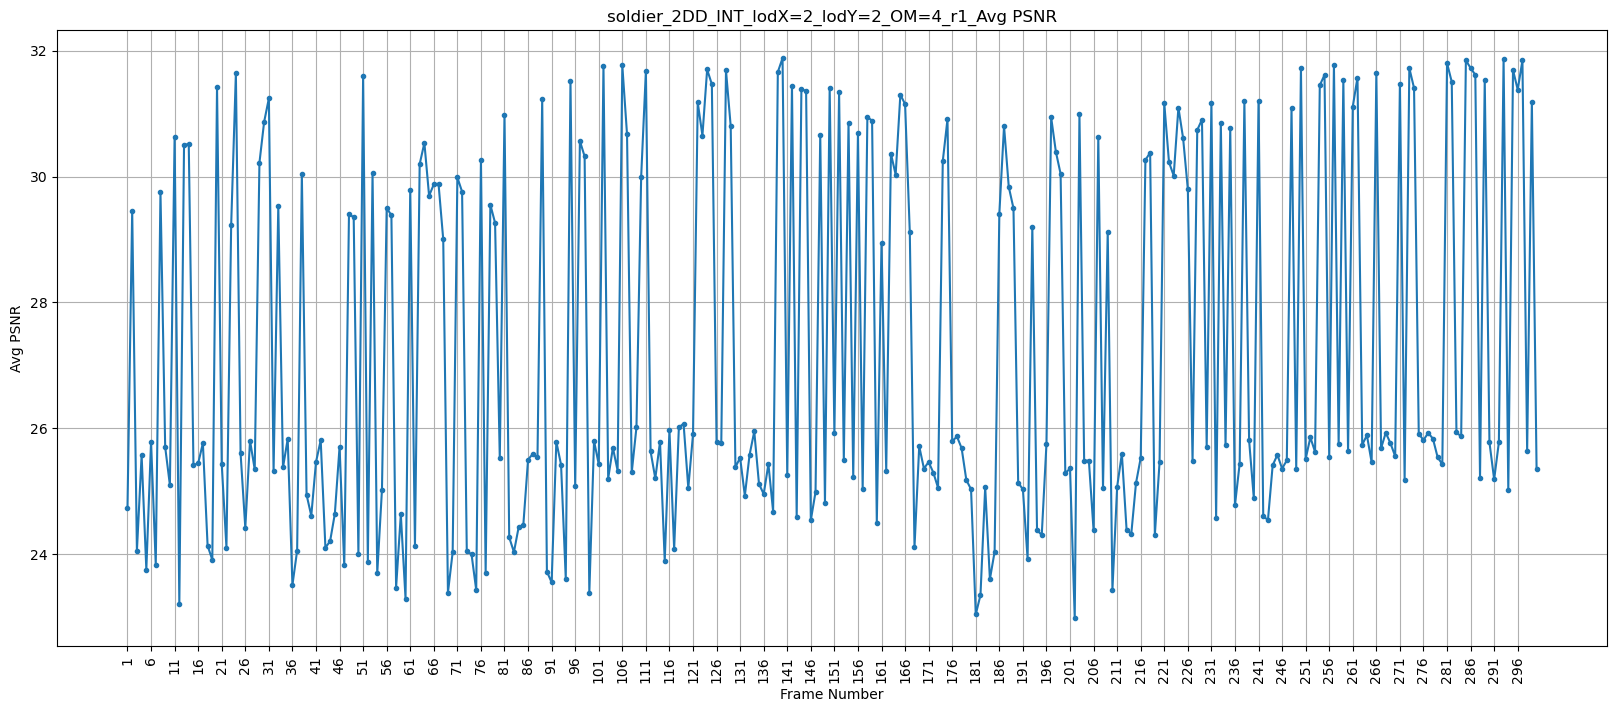 soldier_2DD_INT_lodX=2_lodY=2_OM=4_r1_Avg PSNR
32
30
28
26
24
Avg PSNR
1 6 11 16 21 26 31 36 41 46 51 56 61 66 71 76 81 86 91 96 101 106 111 116 121 126 131 136 141 146 151 156 161 166 171 176 181 186 191 196 201 206 211 216 221 226 231 236 241 246 251 256 261 266 271 276 281 286 291 296
Frame Number